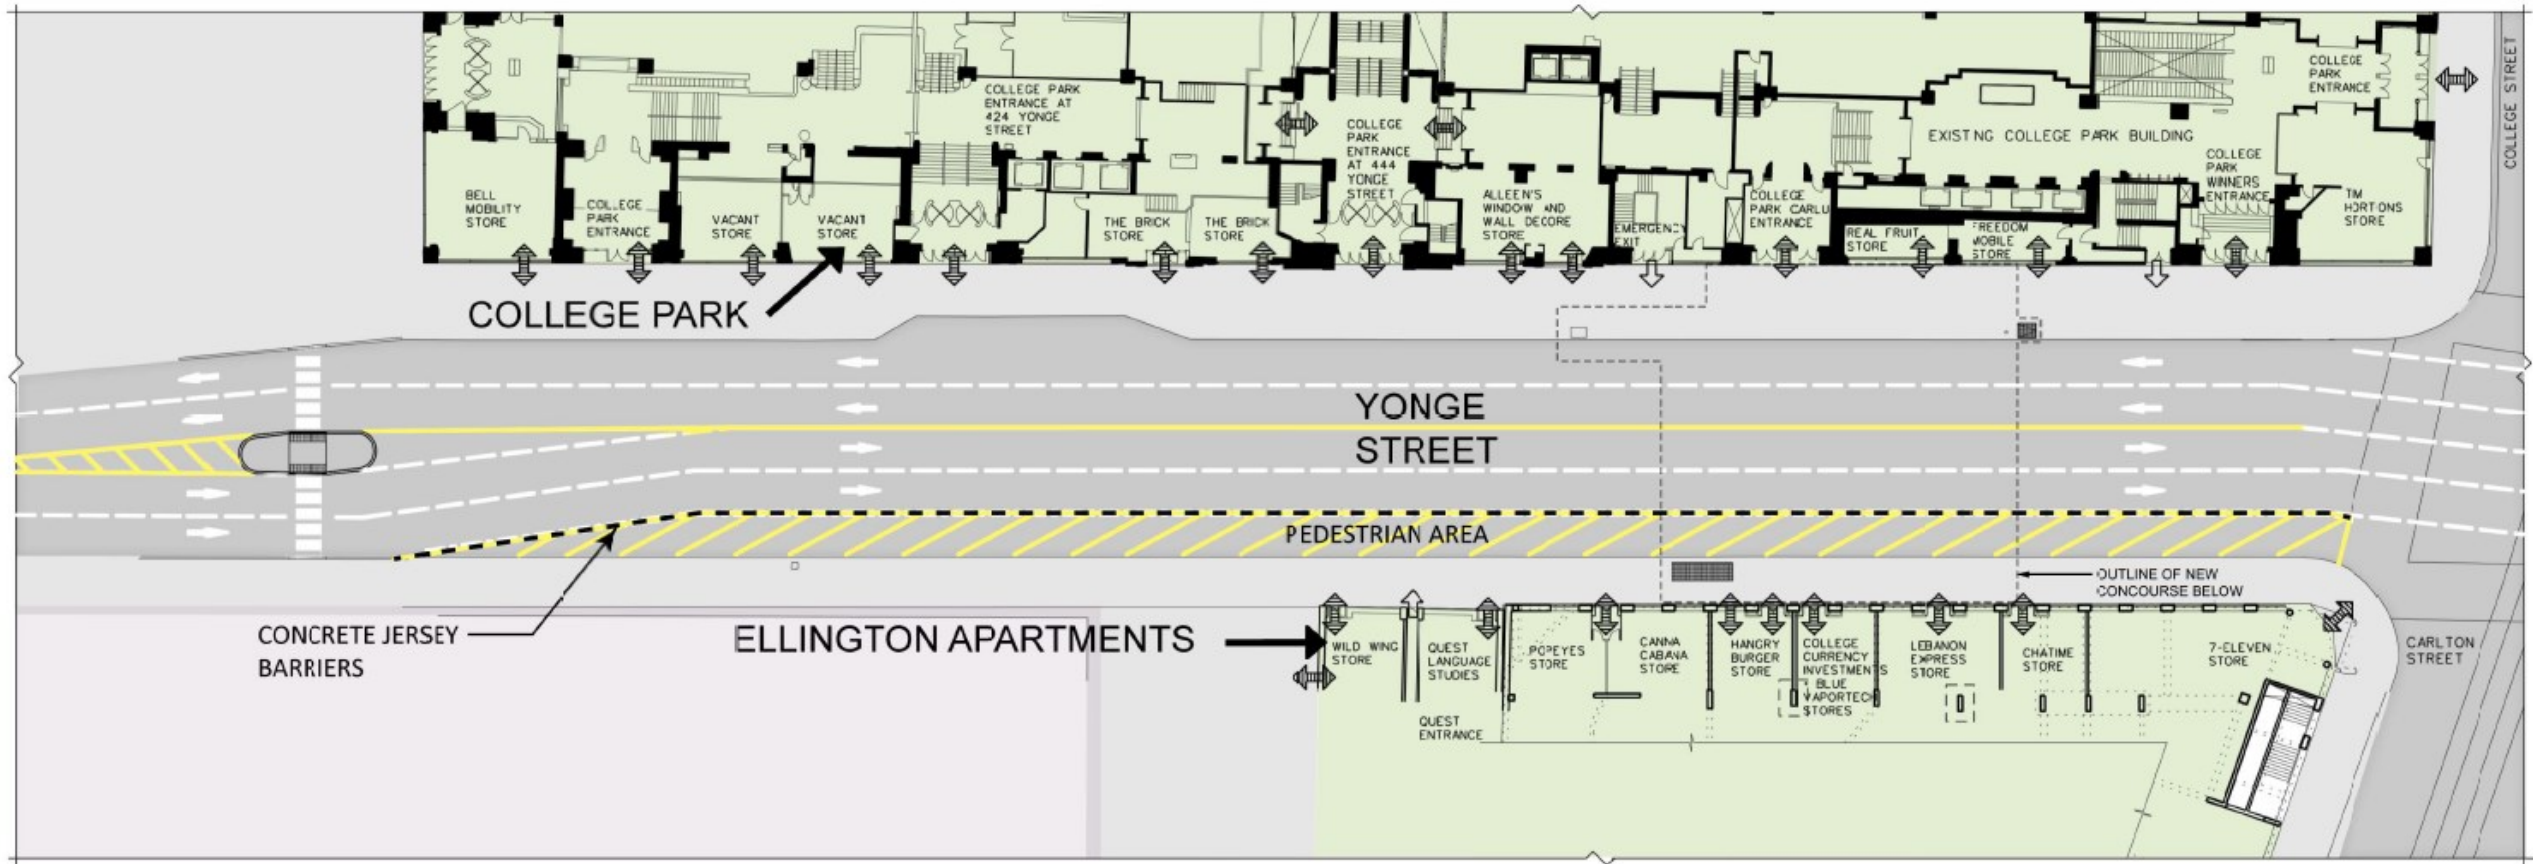 COLLEGE
PARK
ENTRANCE AT
424 YONGE
STREET
COLLEGE
PARK
ENTRANCE
AT 444
YONGE
STREET
EXISTING COLLEGE PARK BUILDING
COLLEGE
PARK
ENTRANCE
COLLEGE STREET
BELL
MOBILITY
STORE
COLLEGE
PARK
ENTRANCE
VACANT
STORE
VACANT
STORE
THE BRICK
STORE
THE BRICK
STORE
ALLEEN'S
WINDOW AND
WALL DECORE
STORE
EMERGENCY
EXIT
COLLEGE
PARK CARLU
ENTRANCE
REAL FRUIT
STORE
FREEDOM
MOBILE
STORE
COLLEGE
PARK
WINNERS
ENTRANCE
TIM
HORTONS
STORE
COLLEGE PARK
YONGE
STREET
PEDESTRIAN AREA
OUTLINE OF NEW
CONCOURSE BELOW
CONCRETE JERSEY
BARRIERS
ELLINGTON APARTMENTS
WILD WING
STORE
QUEST
LANGUAGE
STUDIES
QUEST
ENTRANCE
POPEYES
STORE
CANNA
CABANA
STORE
HANGRY
BURGER
STORE
COLLEGE
CURRENCY
INVESTMENTS
BLUE
VAPORTECH
STORES
LEBANON
EXPRESS
STORE
CHATIME
STORE
7-ELEVEN
STORE
CARLTON
STREET